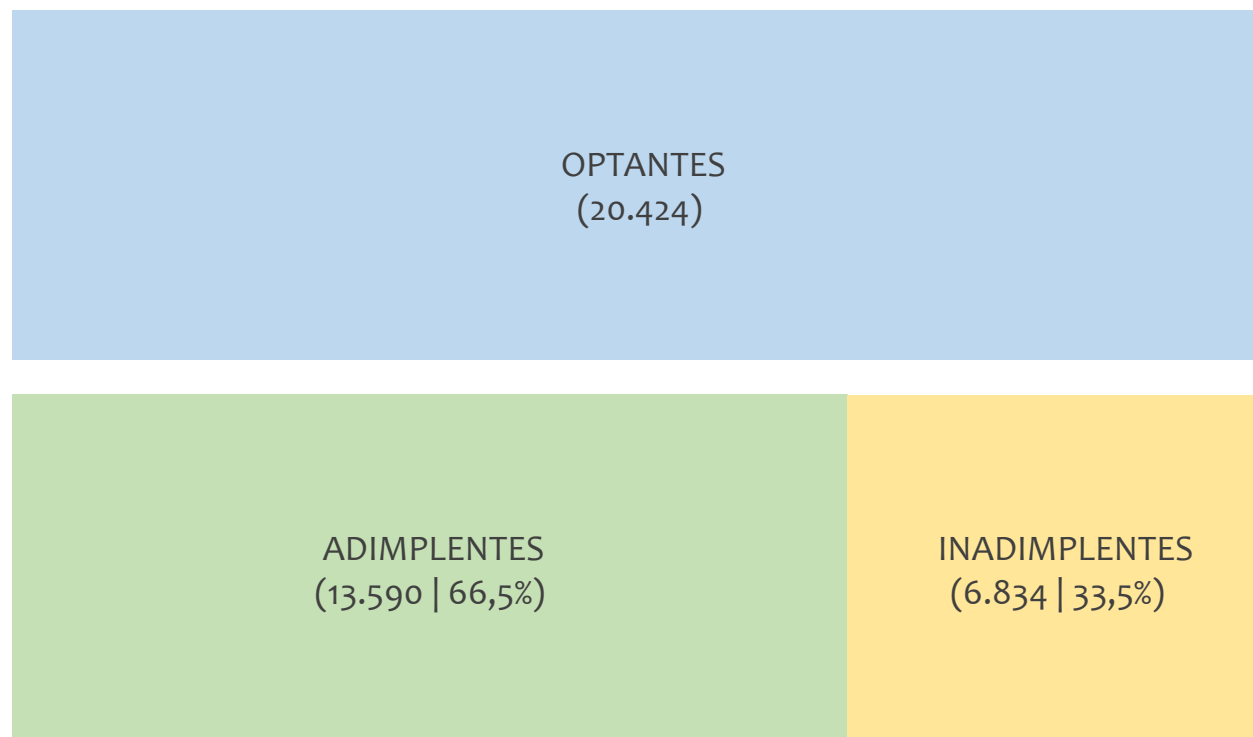 OPTANTES
(20.424)
ADIMPLENTES
(13.590 | 66,5%)
INADIMPLENTES
(6.834 | 33,5%)